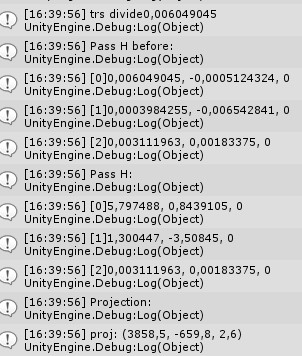 [16:39:56] trs divide0,006049045
UnityEngine.Debug:Log(Object)
[16:39:56] Pass H before:
UnityEngine.Debug:Log(Object)
[16:39:56] [0]0,006049045, -0,0005124324, 0
UnityEngine.Debug:Log(Object)
[16:39:56] [1]0,0003984255, -0,006542841, 0
UnityEngine.Debug:Log(Object)
[16:39:56] [2]0,003111963, 0,00183375, 0
UnityEngine.Debug:Log(Object)
[16:39:56] Pass H:
UnityEngine.Debug:Log(Object)
[16:39:56] [0]5,797488, 0,8439105, 0
UnityEngine.Debug:Log(Object)
[16:39:56] [1]1,300447, -3,50845, 0
UnityEngine.Debug:Log(Object)
[16:39:56] [2]0,003111963, 0,00183375, 0
UnityEngine.Debug:Log(Object)
[16:39:56] Projection:
UnityEngine.Debug:Log(Object)
[16:39:56] proj: (3858,5, -659,8, 2,6)
UnityEngine.Debug:Log(Object)